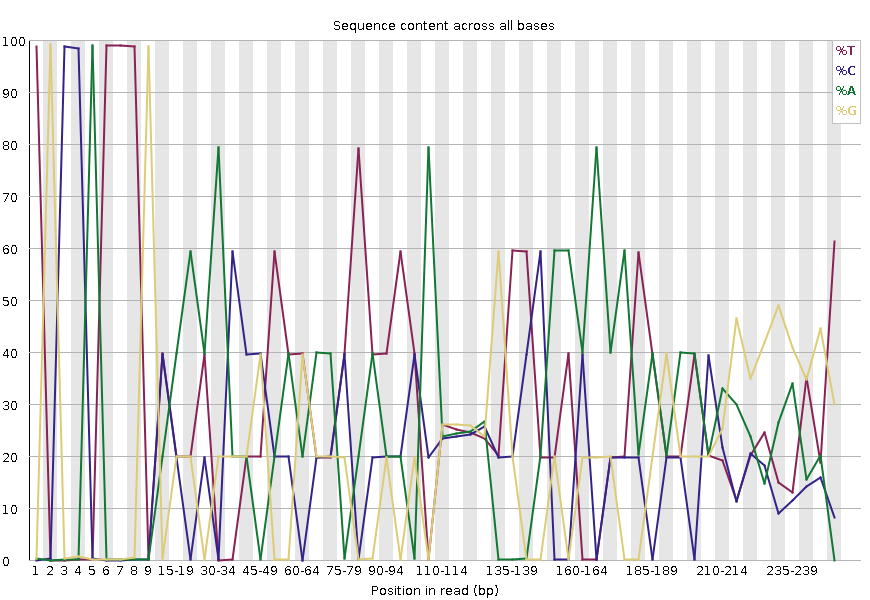 Sequence content across all bases
100
90
80
70
60
50
40
30
20
10
0
%T
%C
%A
%G
1 2 3 4 5 6 7 8 9 15-19 30-34 45-49 60-64 75-79 90-94 110-114 135-139 160-164 185-189 210-214 235-239
Position in read (bp)